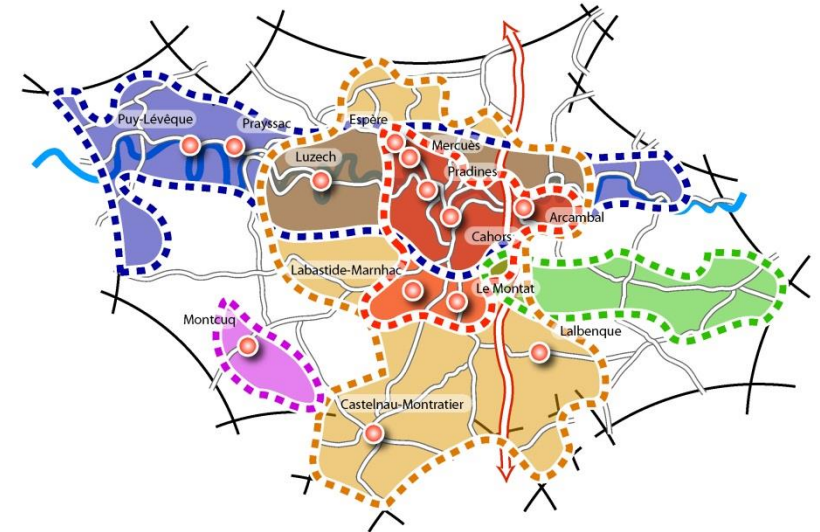 Puy-Lévêque
Prayssac
Espère
Mercuès
Luzech
Pradines
Arcambal
Cahors
Labastide-Marnhac
Le Montat
Montcuq
Lalbenque
Castelnau-Montratier